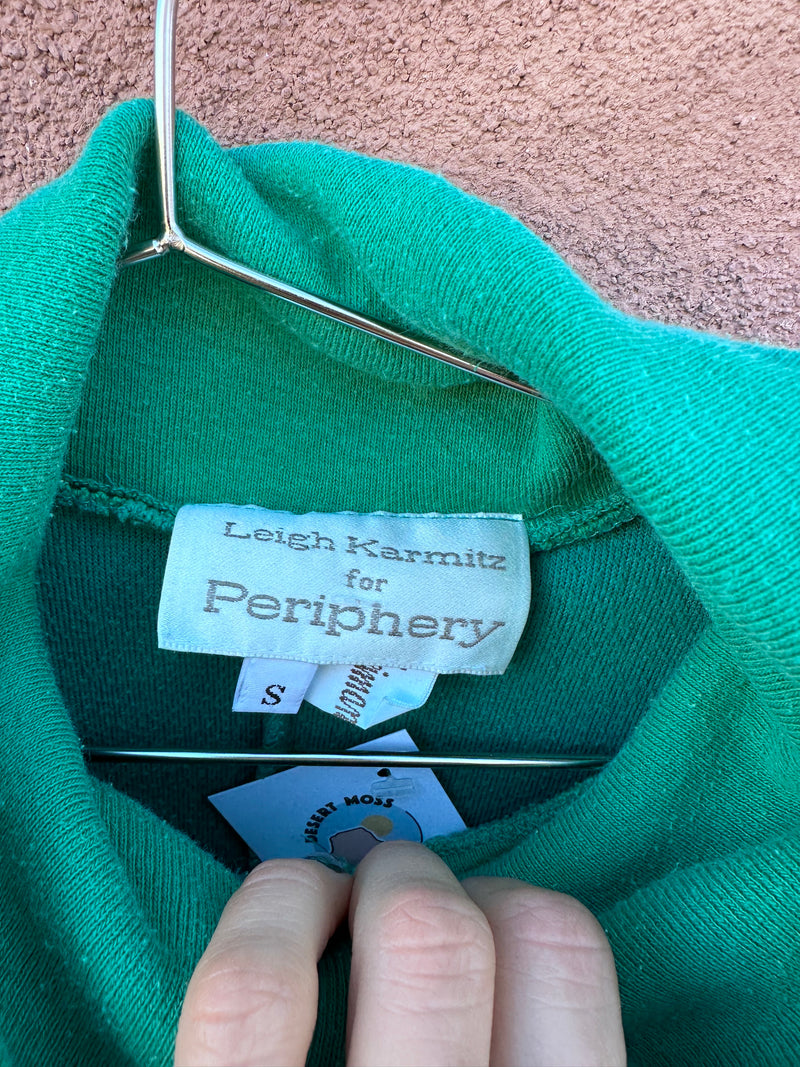 Leigh Karmitz
for
Periphery
S
DESERT MOSS